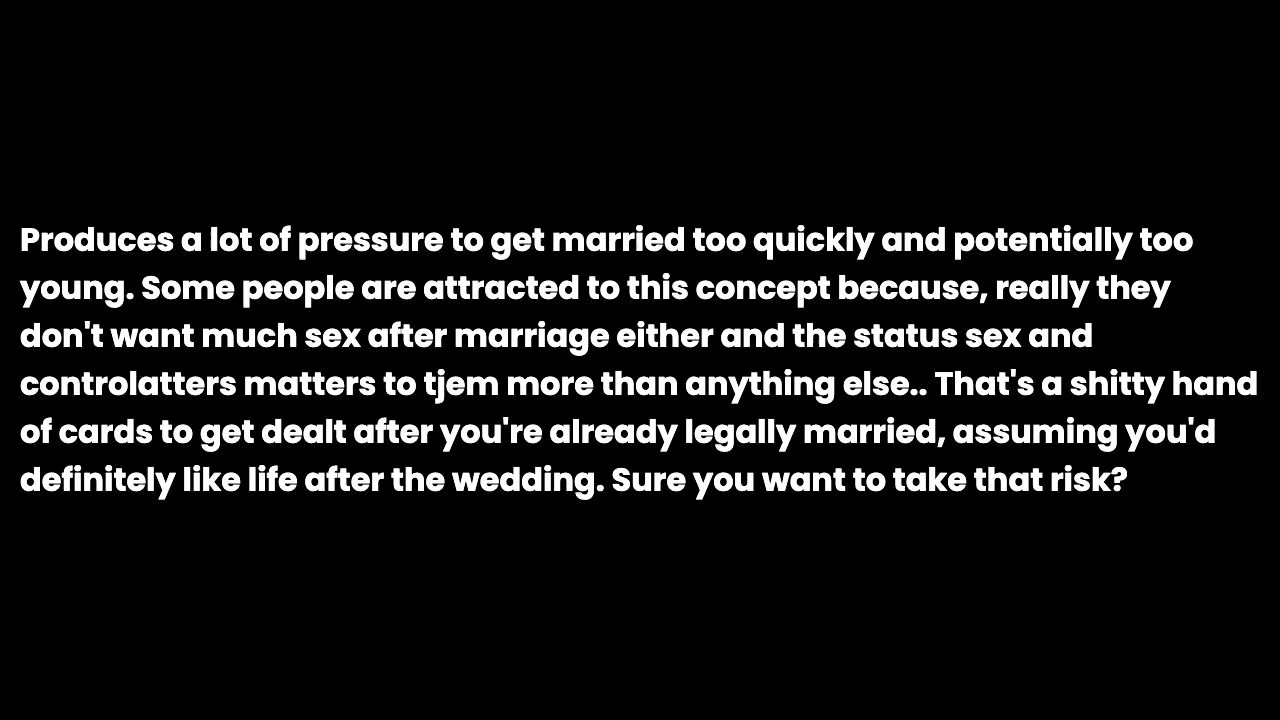 Produces a lot of pressure to get married too quickly and potentially too
young. Some people are attracted to this concept because, really they
don't want much sex after marriage either and the status sex and
controlatters matters to tjem more than anything else.. That's a shitty hand
of cards to get dealt after you're already legally married, assuming you'd
definitely like life after the wedding. Sure you want to take that risk?